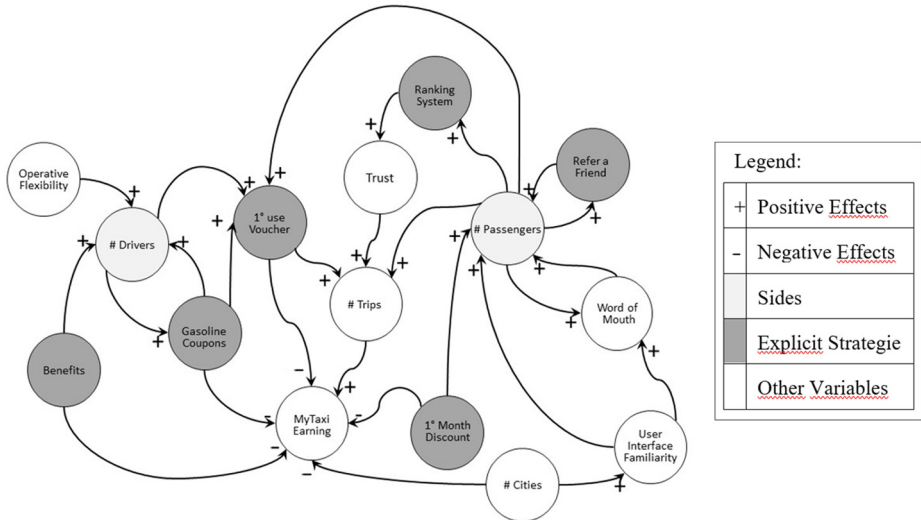 Ranking
System
+
+
Refer a
Friend
Operative
Flexibility
Trust
+
+
+
+
1° use
Voucher
+
+
# Drivers
+
+
# Passengers
+
+
+
+
+
+
+
# Trips
Word of
Mouth
+
Gasoline
Coupons
+
+
Benefits
-
+
-
-
MyTaxi
Earning
1° Month
Discount
User
Interface
Familiarity
-
-
# Cities
+
Legend:
+ Positive Effects
- Negative Effects
Sides
Explicit Strategie
Other Variables